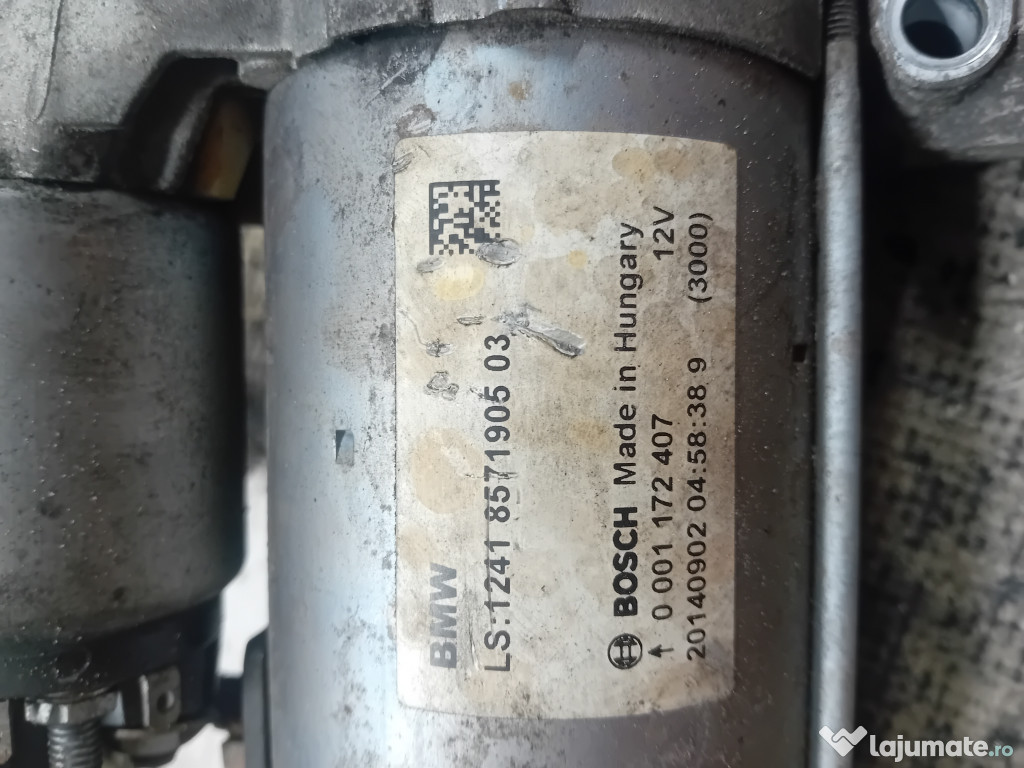 BMW
LS:1241 8571905 03
BOSCH Made in Hungary 12V
↑ 0 001 172 407
20140902 04:58:38 9 (3000)
lajumate.ro